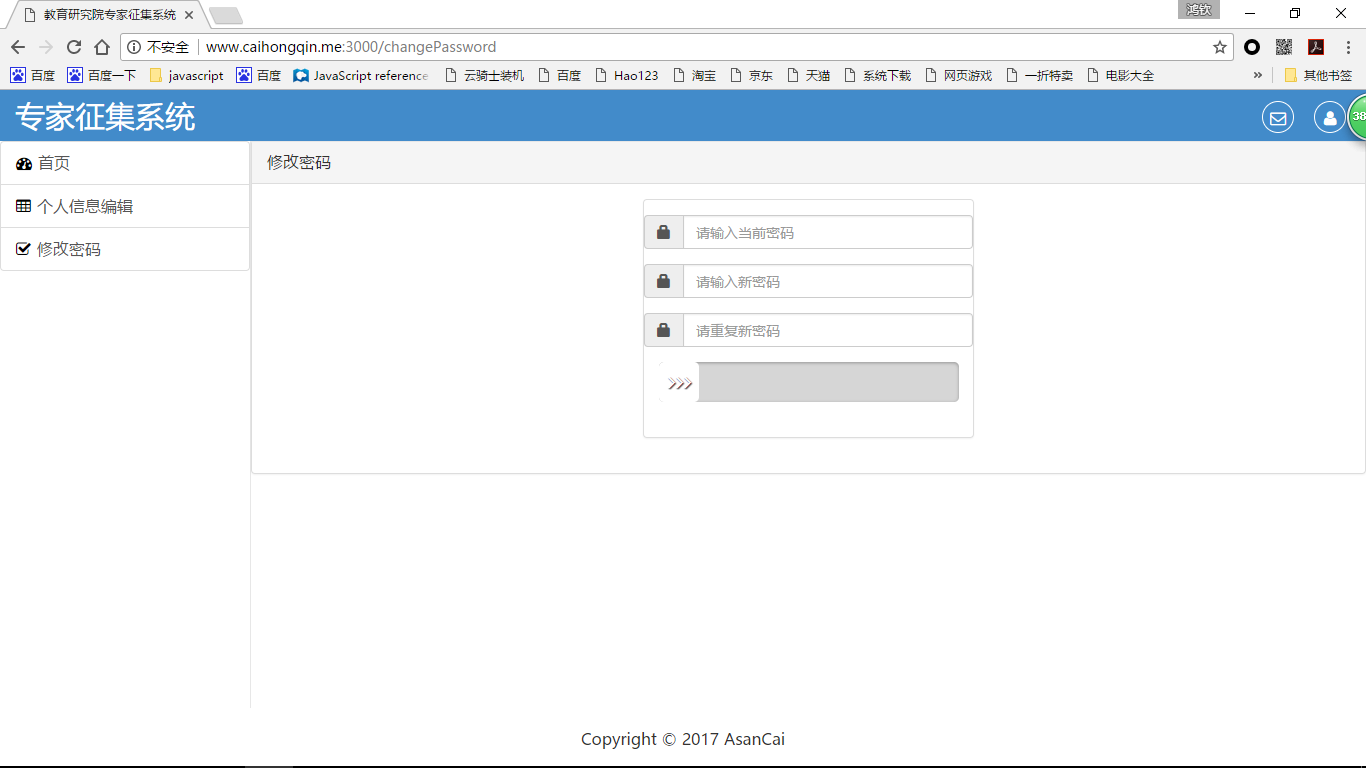 教育研究院专家征集系统
鸿钦
不安全 www.caihongqin.me:3000/changePassword
百度 百度一下 javascript 百度 JavaScript reference 云骑士装机 百度 Hao123 淘宝 京东 天猫 系统下载 网页游戏 一折特卖 电影大全 » 其他书签
专家征集系统
38
首页
个人信息编辑
修改密码
修改密码
请输入当前密码
请输入新密码
请重复新密码
>>>
Copyright © 2017 AsanCai